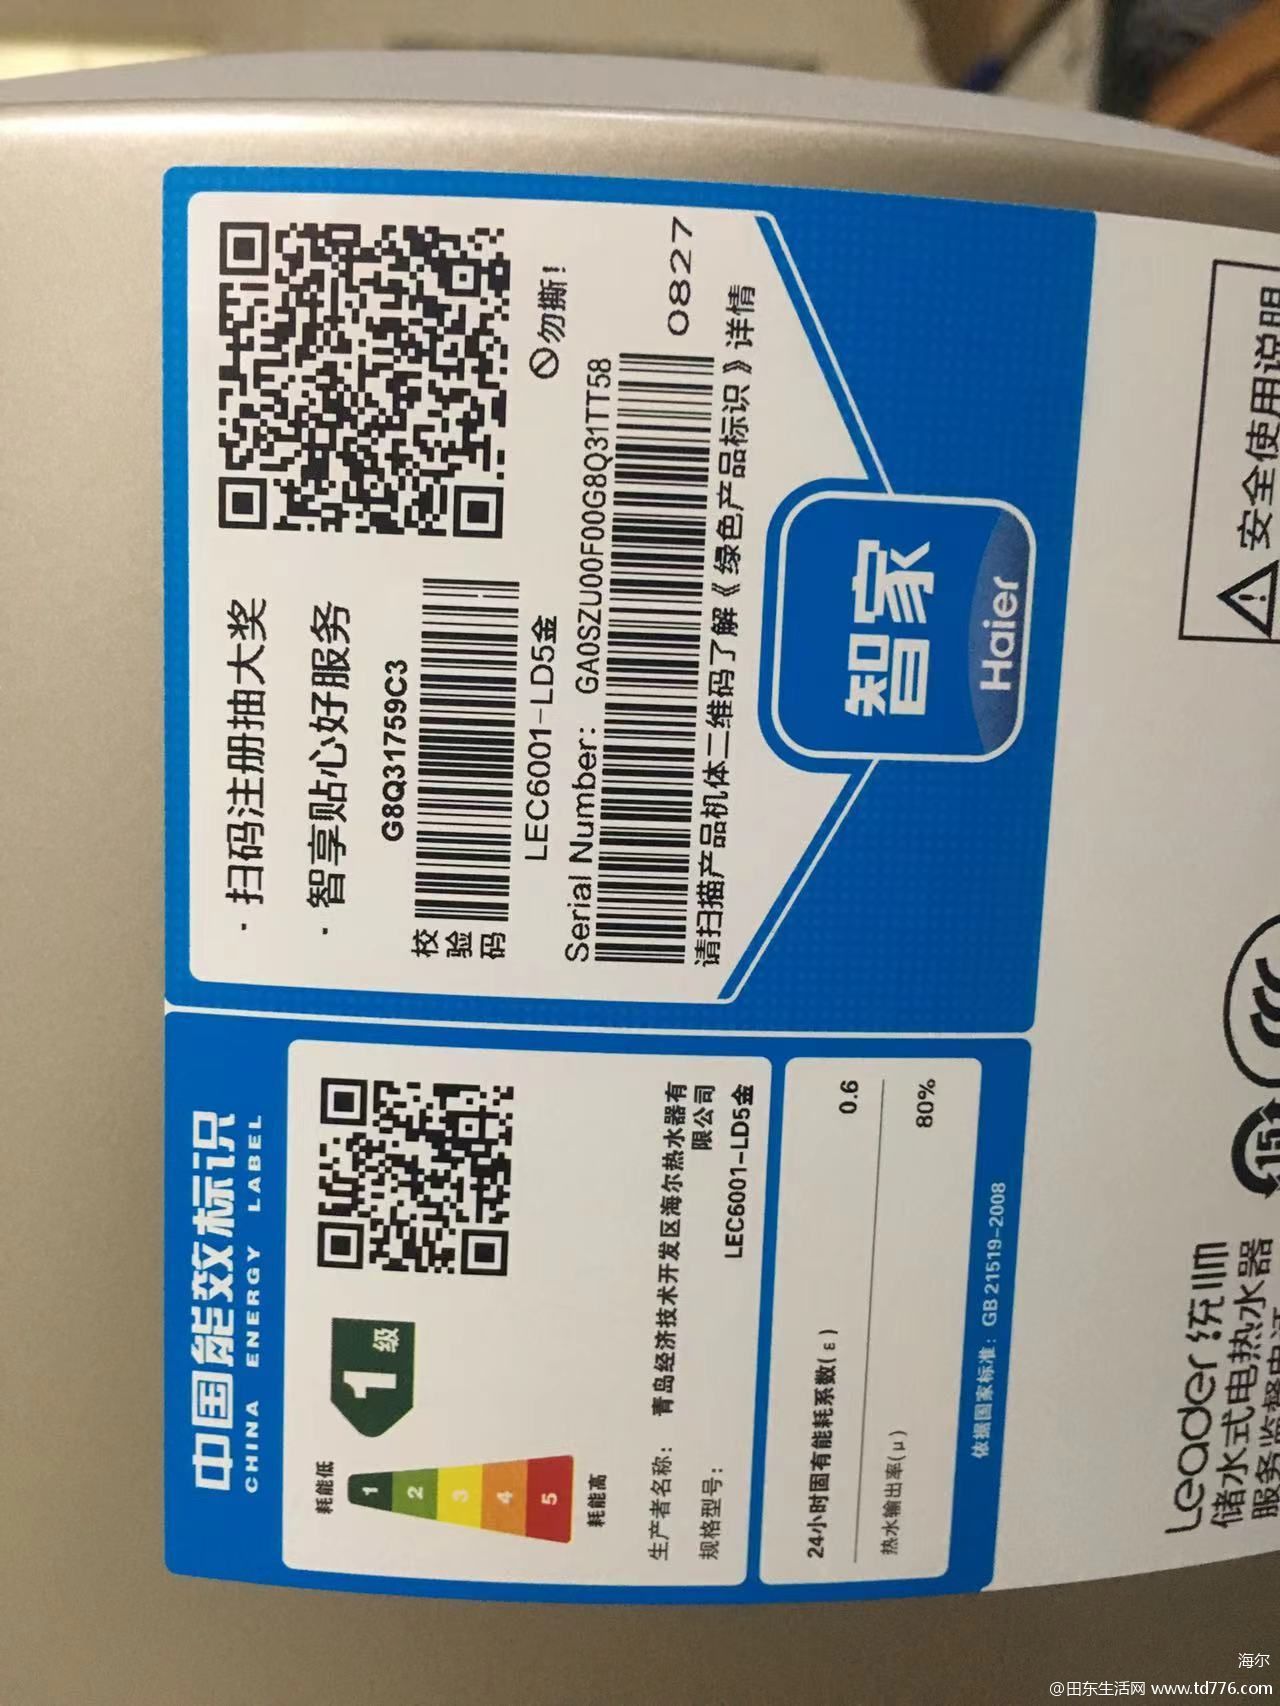 中国能效标识
CHINA ENERGY LABEL
耗能低
1
2
3
4
5
耗能高
1级
生产者名称： 青岛经济技术开发区海尔热水器有
限公司
规格型号： LEC6001-LD5金
24小时固有能耗系数(ε) 0.6
热水输出率(μ) 80%
依据国家标准：GB 21519-2008
· 扫码注册抽大奖
· 智享贴心好服务
G8Q31759C3
校
验
码
LEC6001-LD5金
勿撕！
Serial Number: GA0SZU00F00G8Q31TT58
0827
请扫描产品机体二维码了解《绿色产品标识》详情
智家
Haier
Leader 统帅
储水式电热水器
15
安全使用说明
海尔
@田东生活网 www.td776.com